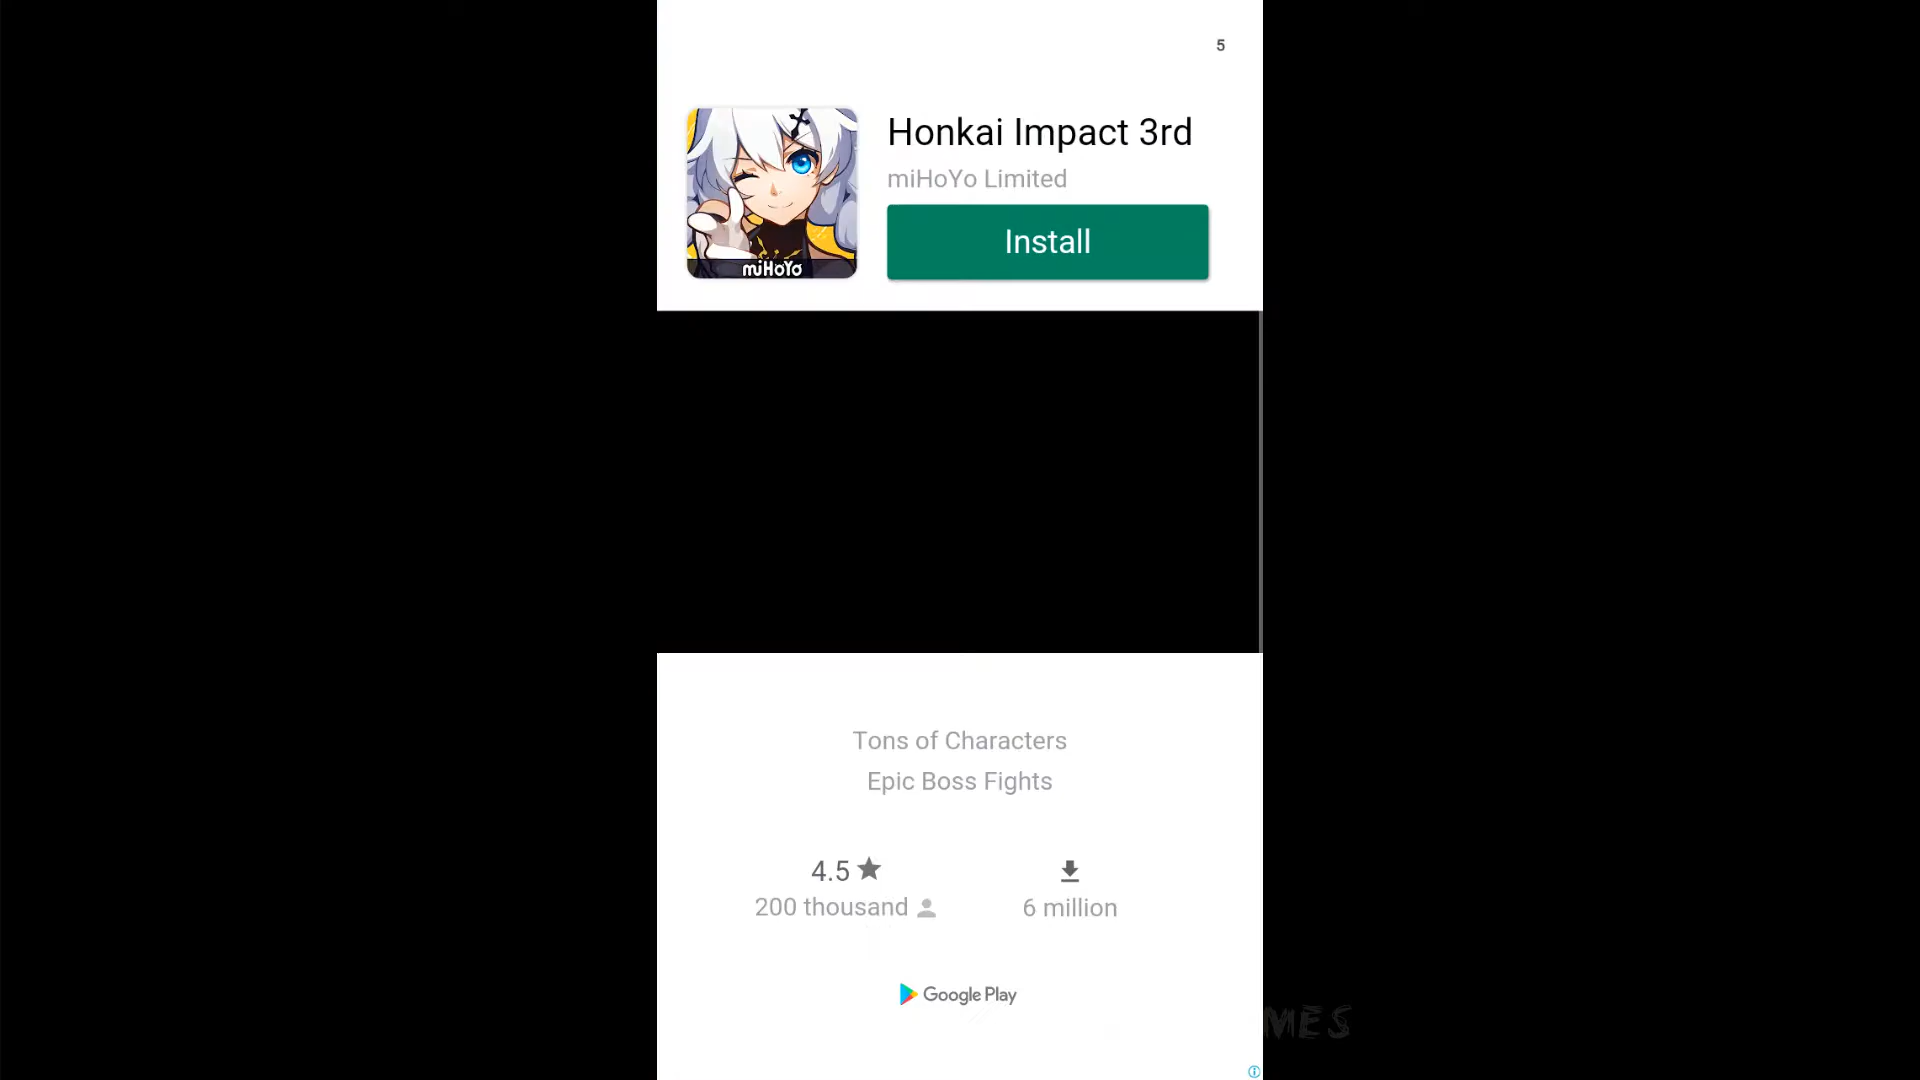 5
Honkai Impact 3rd
miHoYo Limited
Install
miHoYo
Tons of Characters
Epic Boss Fights
4.5
200 thousand
6 million
Google Play
MES